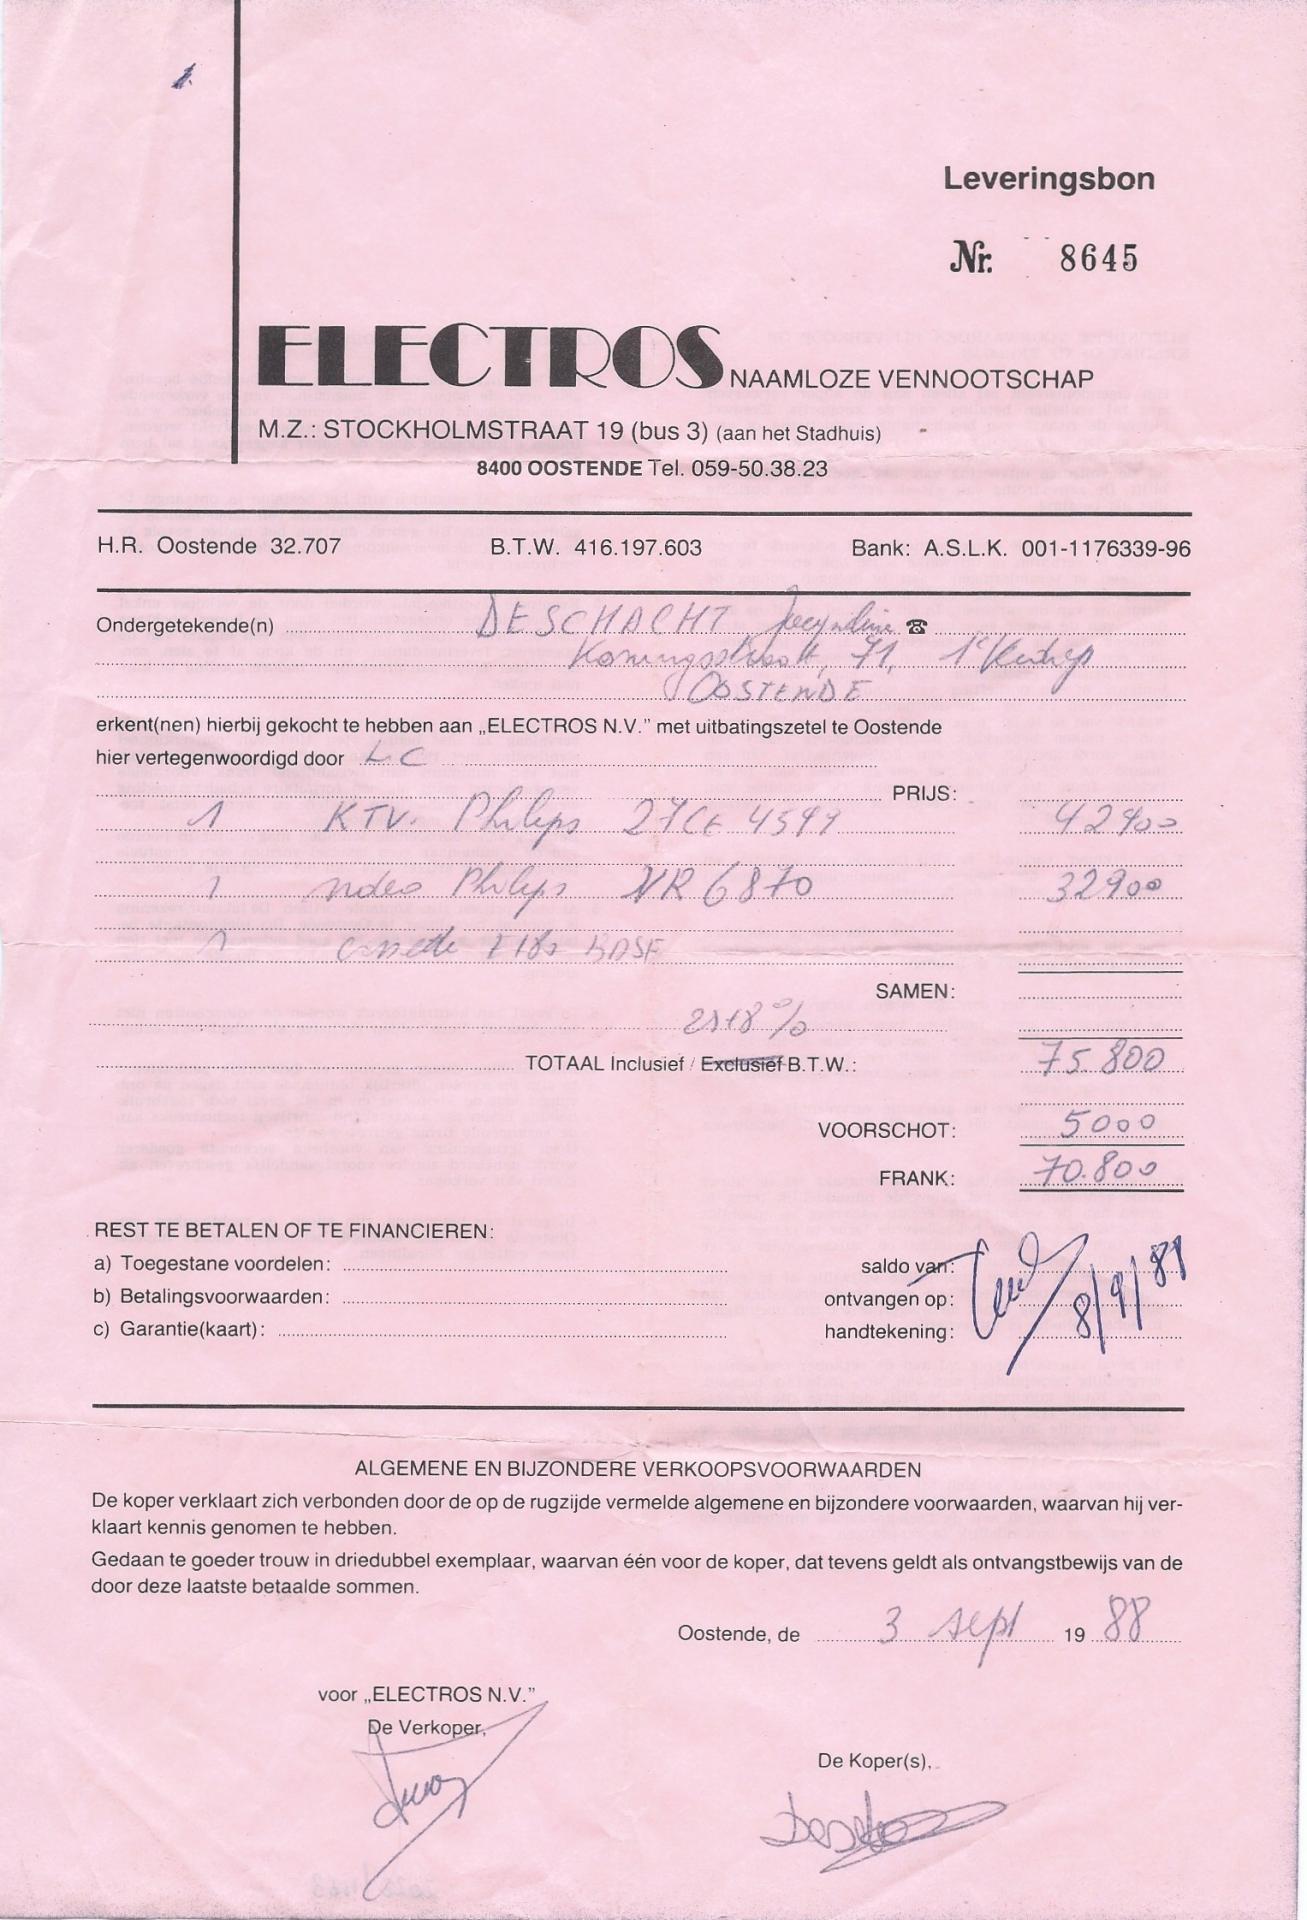 1.
Leveringsbon
Nr. 8645
ELECTROS NAAMLOZE VENNOOTSCHAP
M.Z.: STOCKHOLMSTRAAT 19 (bus 3) (aan het Stadhuis)
8400 OOSTENDE Tel. 059-50.38.23
H.R. Oostende 32.707 B.T.W. 416.197.603 Bank: A.S.L.K. 001-1176339-96
Ondergetekende(n) DESCHACHT Jacqueline ☎
Koningsstraat, 71, 1e Verdiep
OOSTENDE
erkent(nen) hierbij gekocht te hebben aan „ELECTROS N.V." met uitbatingszetel te Oostende
hier vertegenwoordigd door LC
PRIJS:
1 KTV. Philips 27CE 4599 42900
1 video Philips VR 6870 32900
1 cassette E180 BASF
SAMEN:
25+8%
TOTAAL Inclusief / Exclusief B.T.W.: 75.800
VOORSCHOT: 5000
FRANK: 70.800
REST TE BETALEN OF TE FINANCIEREN:
a) Toegestane voordelen: saldo van:
b) Betalingsvoorwaarden: ontvangen op: 8/9/88
c) Garantie(kaart): handtekening:
ALGEMENE EN BIJZONDERE VERKOOPSVOORWAARDEN
De koper verklaart zich verbonden door de op de rugzijde vermelde algemene en bijzondere voorwaarden, waarvan hij ver-
klaart kennis genomen te hebben.
Gedaan te goeder trouw in driedubbel exemplaar, waarvan één voor de koper, dat tevens geldt als ontvangstbewijs van de
door deze laatste betaalde sommen.
Oostende, de 3 sept 1988
voor „ELECTROS N.V."
De Verkoper,
De Koper(s),